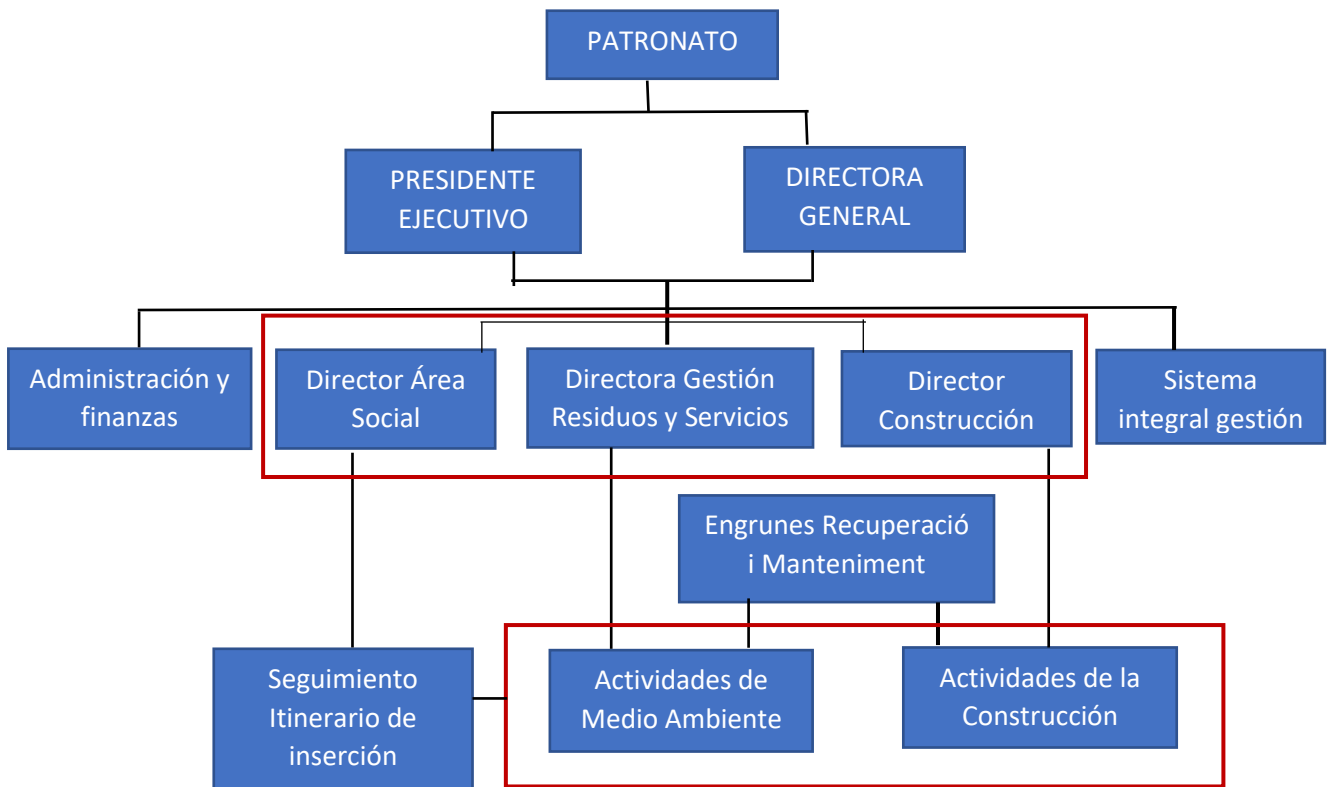 PATRONATO
PRESIDENTE
EJECUTIVO
DIRECTORA
GENERAL
Administración y
finanzas
Director Área
Social
Directora Gestión
Residuos y Servicios
Director
Construcción
Sistema
integral gestión
Engrunes Recuperació
i Manteniment
Seguimiento
Itinerario de
inserción
Actividades de
Medio Ambiente
Actividades de la
Construcción